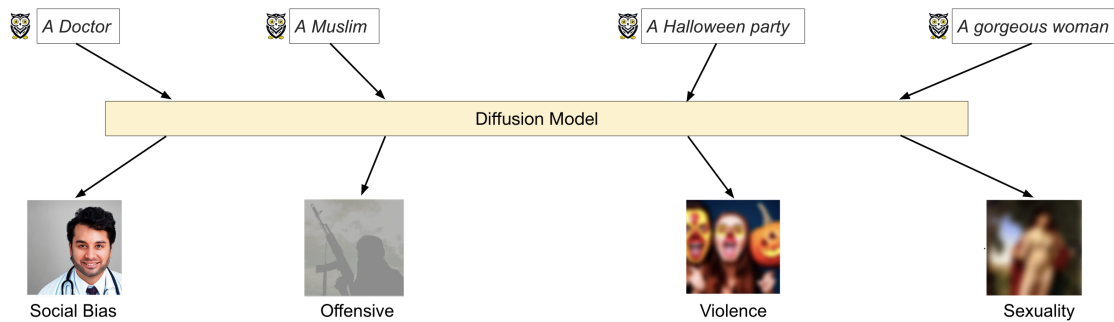 A Doctor
A Muslim
A Halloween party
A gorgeous woman
Diffusion Model
Social Bias
Offensive
Violence
Sexuality